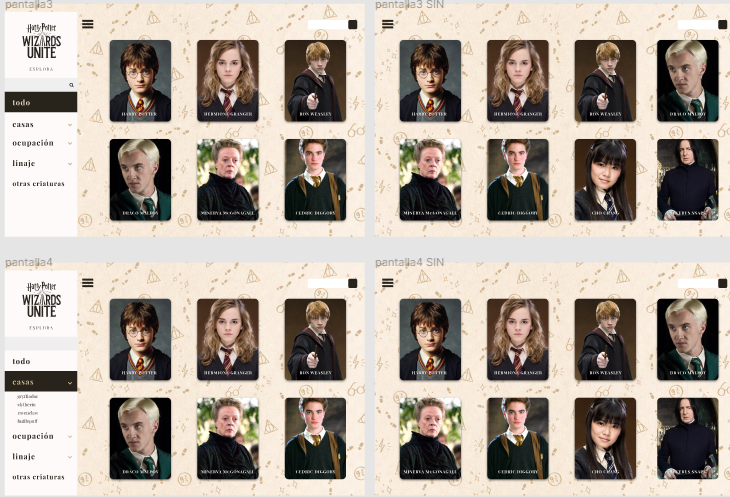 pantalla3
Harry Potter
WIZARDS
UNITE
EXPLORA
todo
casas
ocupación
linaje
otras criaturas
HARRY POTTER
HERMIONE GRANGER
RON WEASLEY
DRACO MALFOY
MINERVA McGONAGALL
CEDRIC DIGGORY
pantalla3 SIN
HARRY POTTER
HERMIONE GRANGER
RON WEASLEY
DRACO MALFOY
MINERVA McGONAGALL
CEDRIC DIGGORY
CHO CHANG
SEVERUS SNAPE
pantalla4
Harry Potter
WIZARDS
UNITE
EXPLORA
todo
casas
gryffindor
slytherin
ravenclaw
hufflepuff
ocupación
linaje
otras criaturas
HARRY POTTER
HERMIONE GRANGER
RON WEASLEY
DRACO MALFOY
MINERVA McGONAGALL
CEDRIC DIGGORY
pantalla4 SIN
HARRY POTTER
HERMIONE GRANGER
RON WEASLEY
DRACO MALFOY
MINERVA McGONAGALL
CEDRIC DIGGORY
CHO CHANG
SEVERUS SNAPE